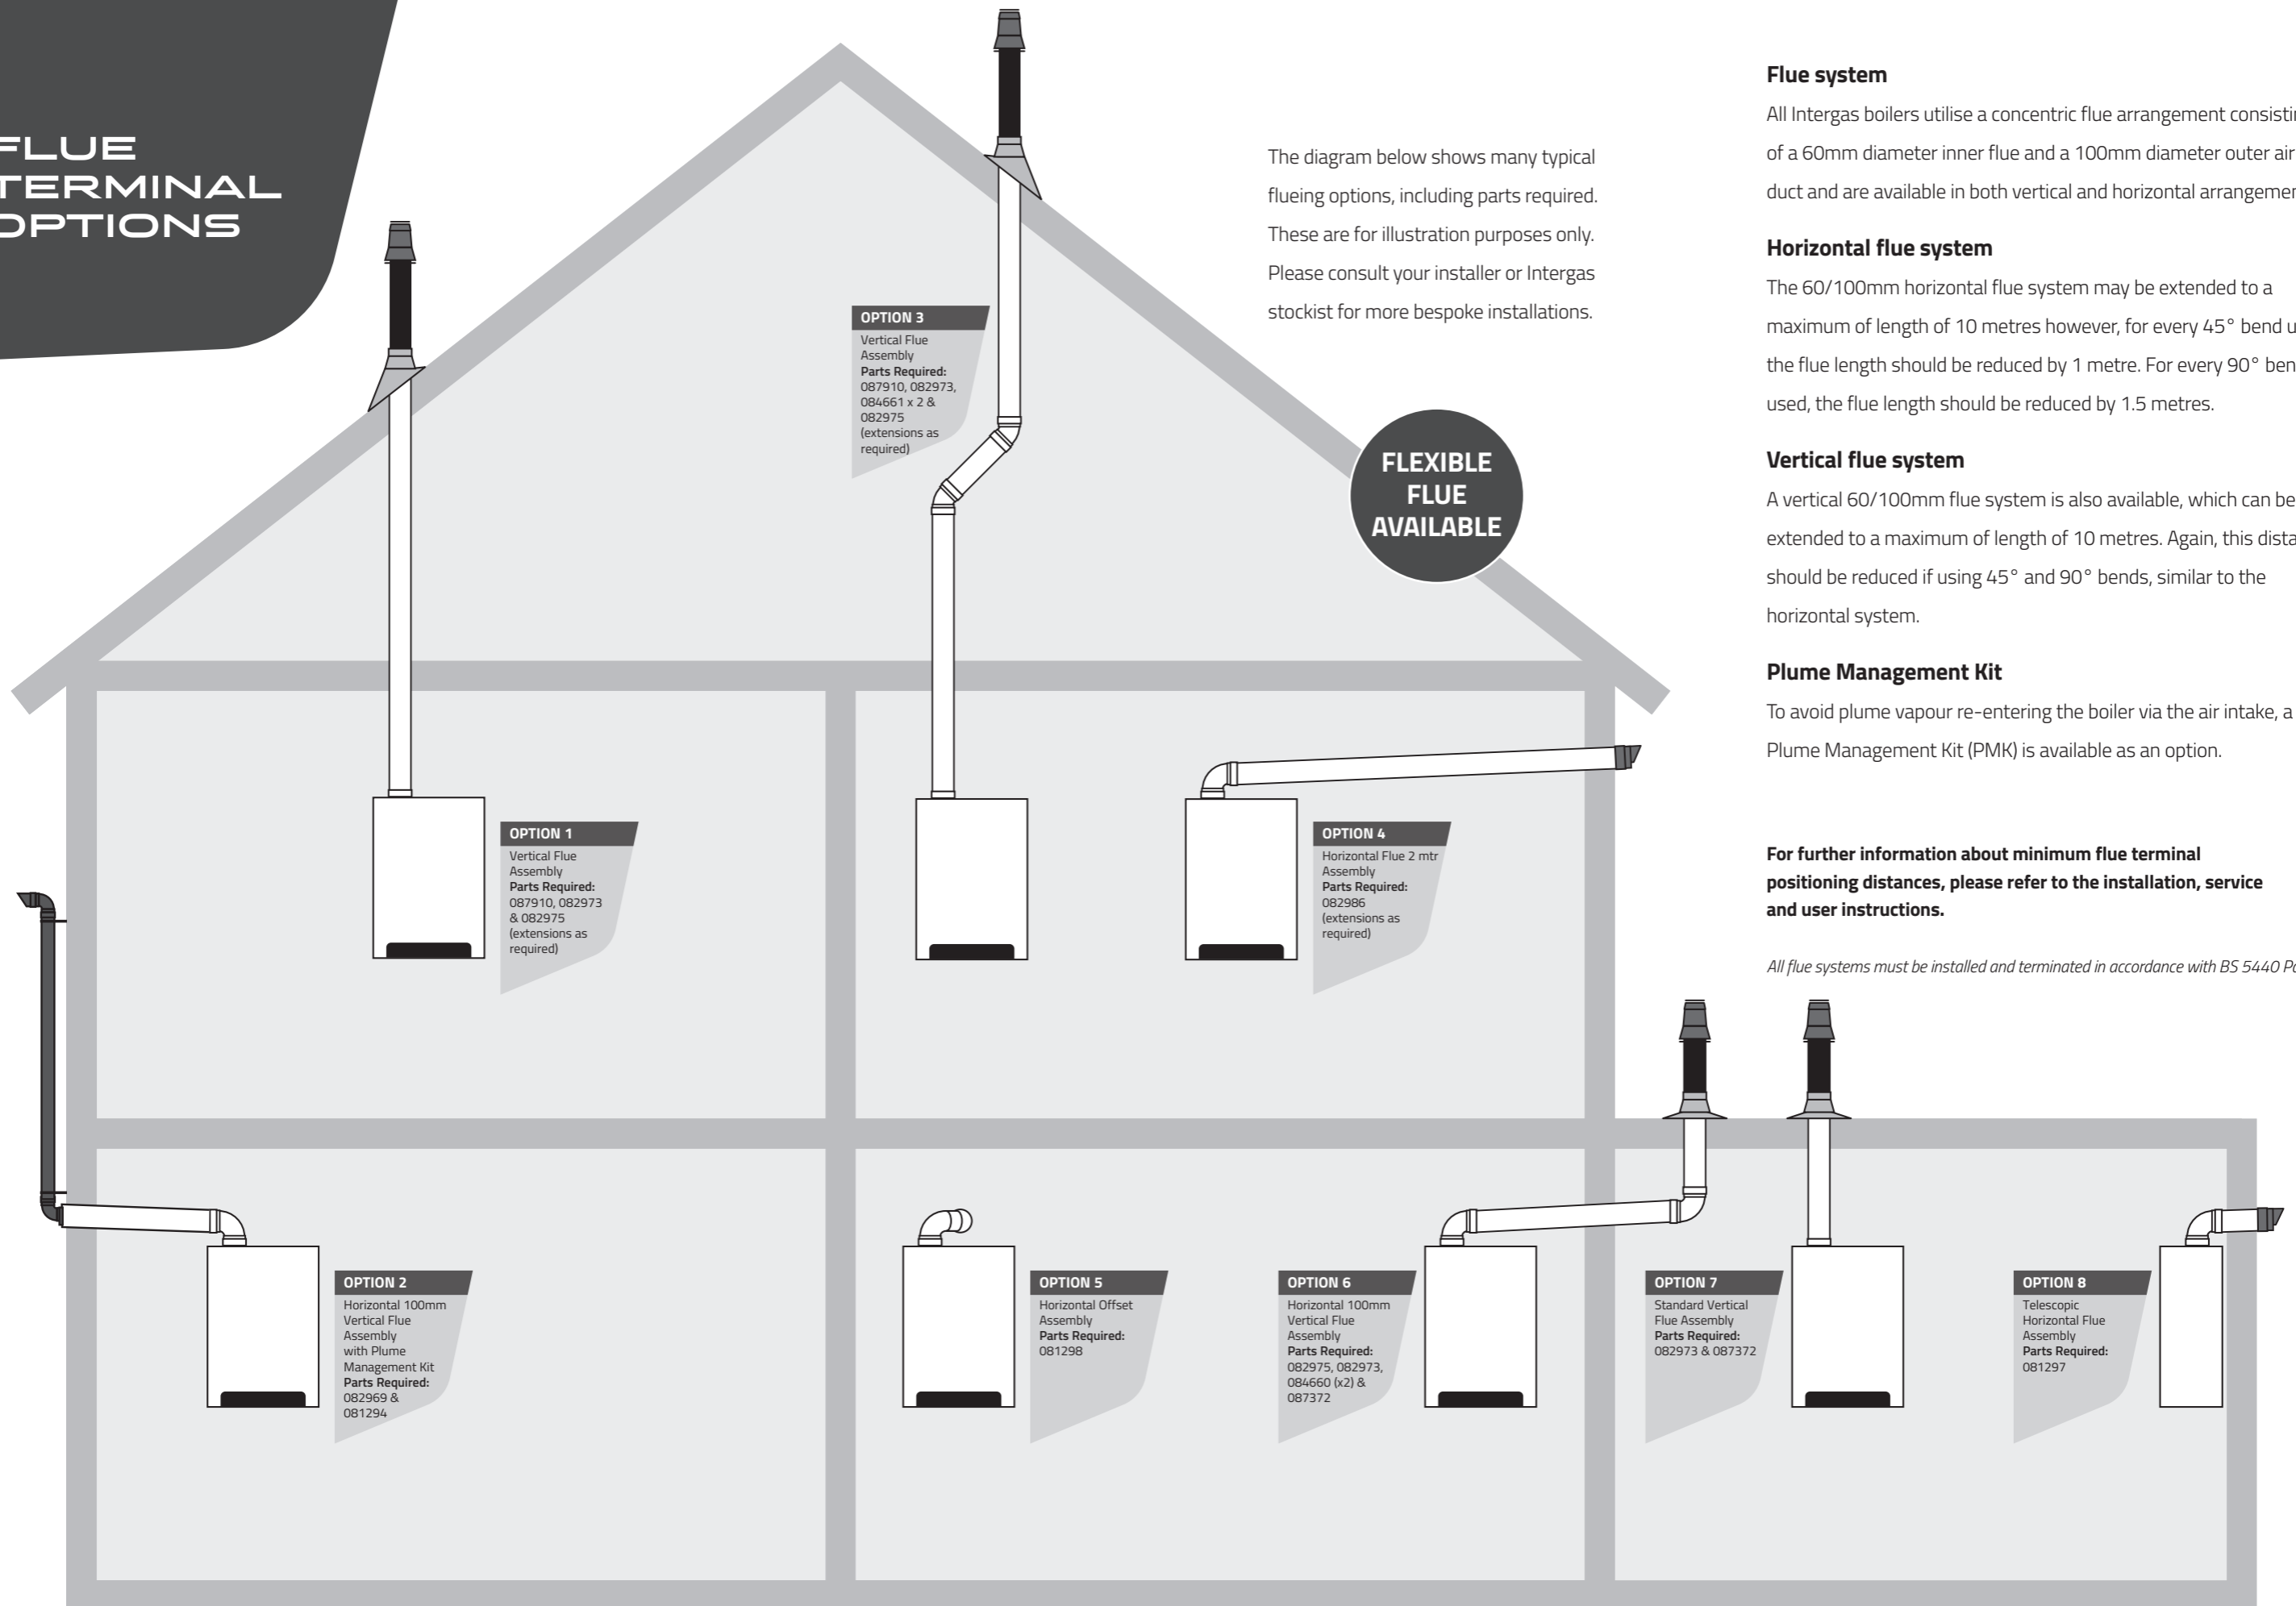 FLUE
TERMINAL
OPTIONS
The diagram below shows many typical
flueing options, including parts required.
These are for illustration purposes only.
Please consult your installer or Intergas
stockist for more bespoke installations.
Flue system
All Intergas boilers utilise a concentric flue arrangement
of a 60mm diameter inner flue and a 100mm diameter outer air
duct and are available in both vertical and horizontal
Horizontal flue system
The 60/100mm horizontal flue system may be extended to a
maximum of length of 10 metres however, for every 45° bend
the flue length should be reduced by 1 metre. For every 90°
used, the flue length should be reduced by 1.5 metres.
Vertical flue system
A vertical 60/100mm flue system is also available, which can be
extended to a maximum of length of 10 metres. Again, this
should be reduced if using 45° and 90° bends, similar to the
horizontal system.
Plume Management Kit
To avoid plume vapour re-entering the boiler via the air intake, a
Plume Management Kit (PMK) is available as an option.
For further information about minimum flue terminal
positioning distances, please refer to the installation, service
and user instructions.
All flue systems must be installed and terminated in accordance with BS 5440
FLEXIBLE
FLUE
AVAILABLE
OPTION 3
Vertical Flue
Assembly
Parts Required:
087910, 082973,
084661 x 2 &
082975
(extensions as
required)
OPTION 1
Vertical Flue
Assembly
Parts Required:
087910, 082973
& 082975
(extensions as
required)
OPTION 4
Horizontal Flue 2 mtr
Assembly
Parts Required:
082986
(extensions as
required)
OPTION 2
Horizontal 100mm
Vertical Flue
Assembly
with Plume
Management Kit
Parts Required:
082969 &
081294
OPTION 5
Horizontal Offset
Assembly
Parts Required:
081298
OPTION 6
Horizontal 100mm
Vertical Flue
Assembly
Parts Required:
082975, 082973,
084660 (x2) &
087372
OPTION 7
Standard Vertical
Flue Assembly
Parts Required:
082973 & 087372
OPTION 8
Telescopic
Horizontal Flue
Assembly
Parts Required:
081297